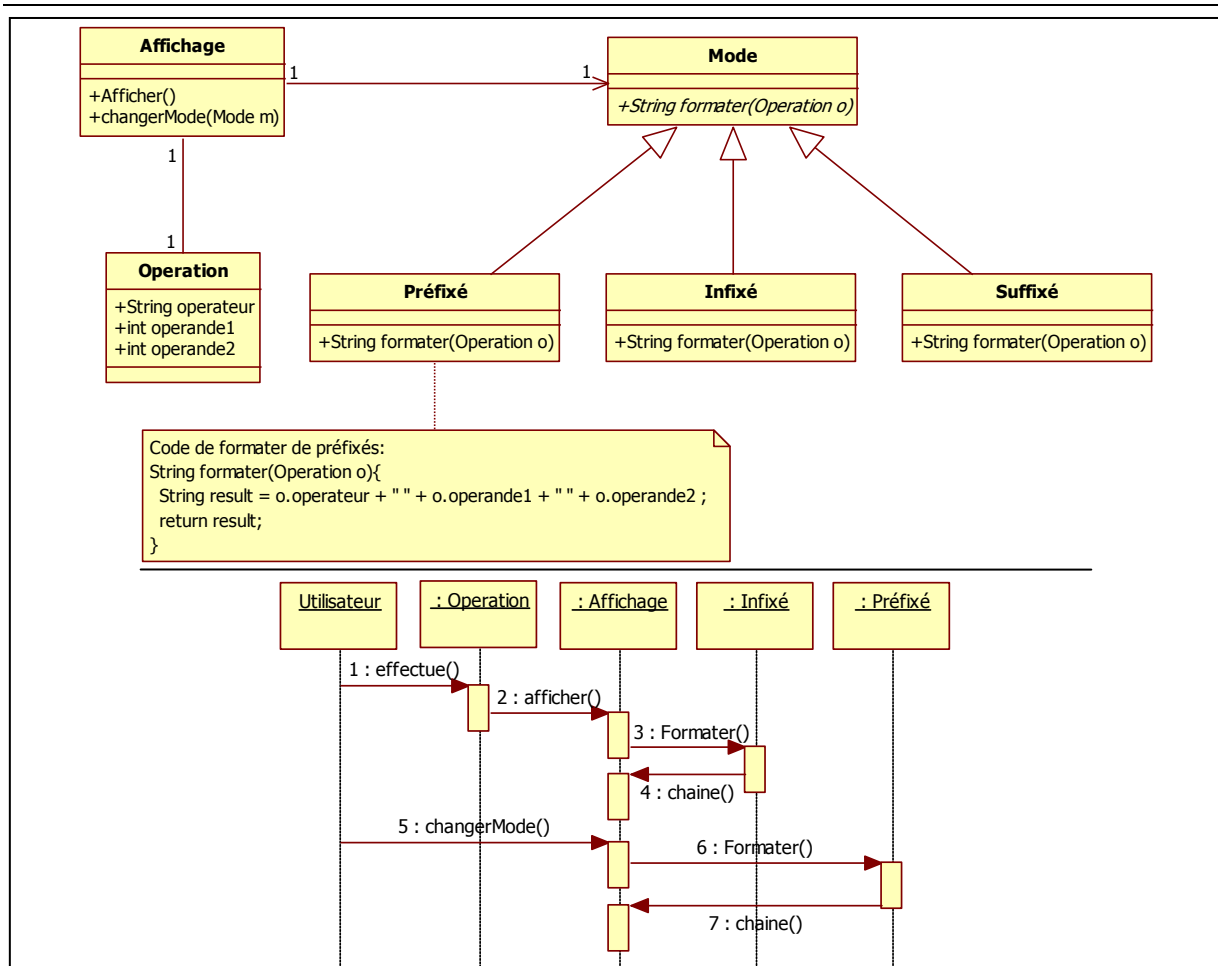 Affichage
+Afficher()
+changerMode(Mode m)
1
1
Mode
+String formater(Operation o)
1
1
Operation
+String operateur
+int operande1
+int operande2
Préfixé
+String formater(Operation o)
Infixé
+String formater(Operation o)
Suffixé
+String formater(Operation o)
Code de formater de préfixés:
String formater(Operation o){
String result = o.operateur + " " + o.operande1 + " " + o.operande2 ;
return result;
}
Utilisateur
: Operation
: Affichage
: Infixé
: Préfixé
1 : effectue()
2 : afficher()
3 : Formater()
4 : chaine()
5 : changerMode()
6 : Formater()
7 : chaine()